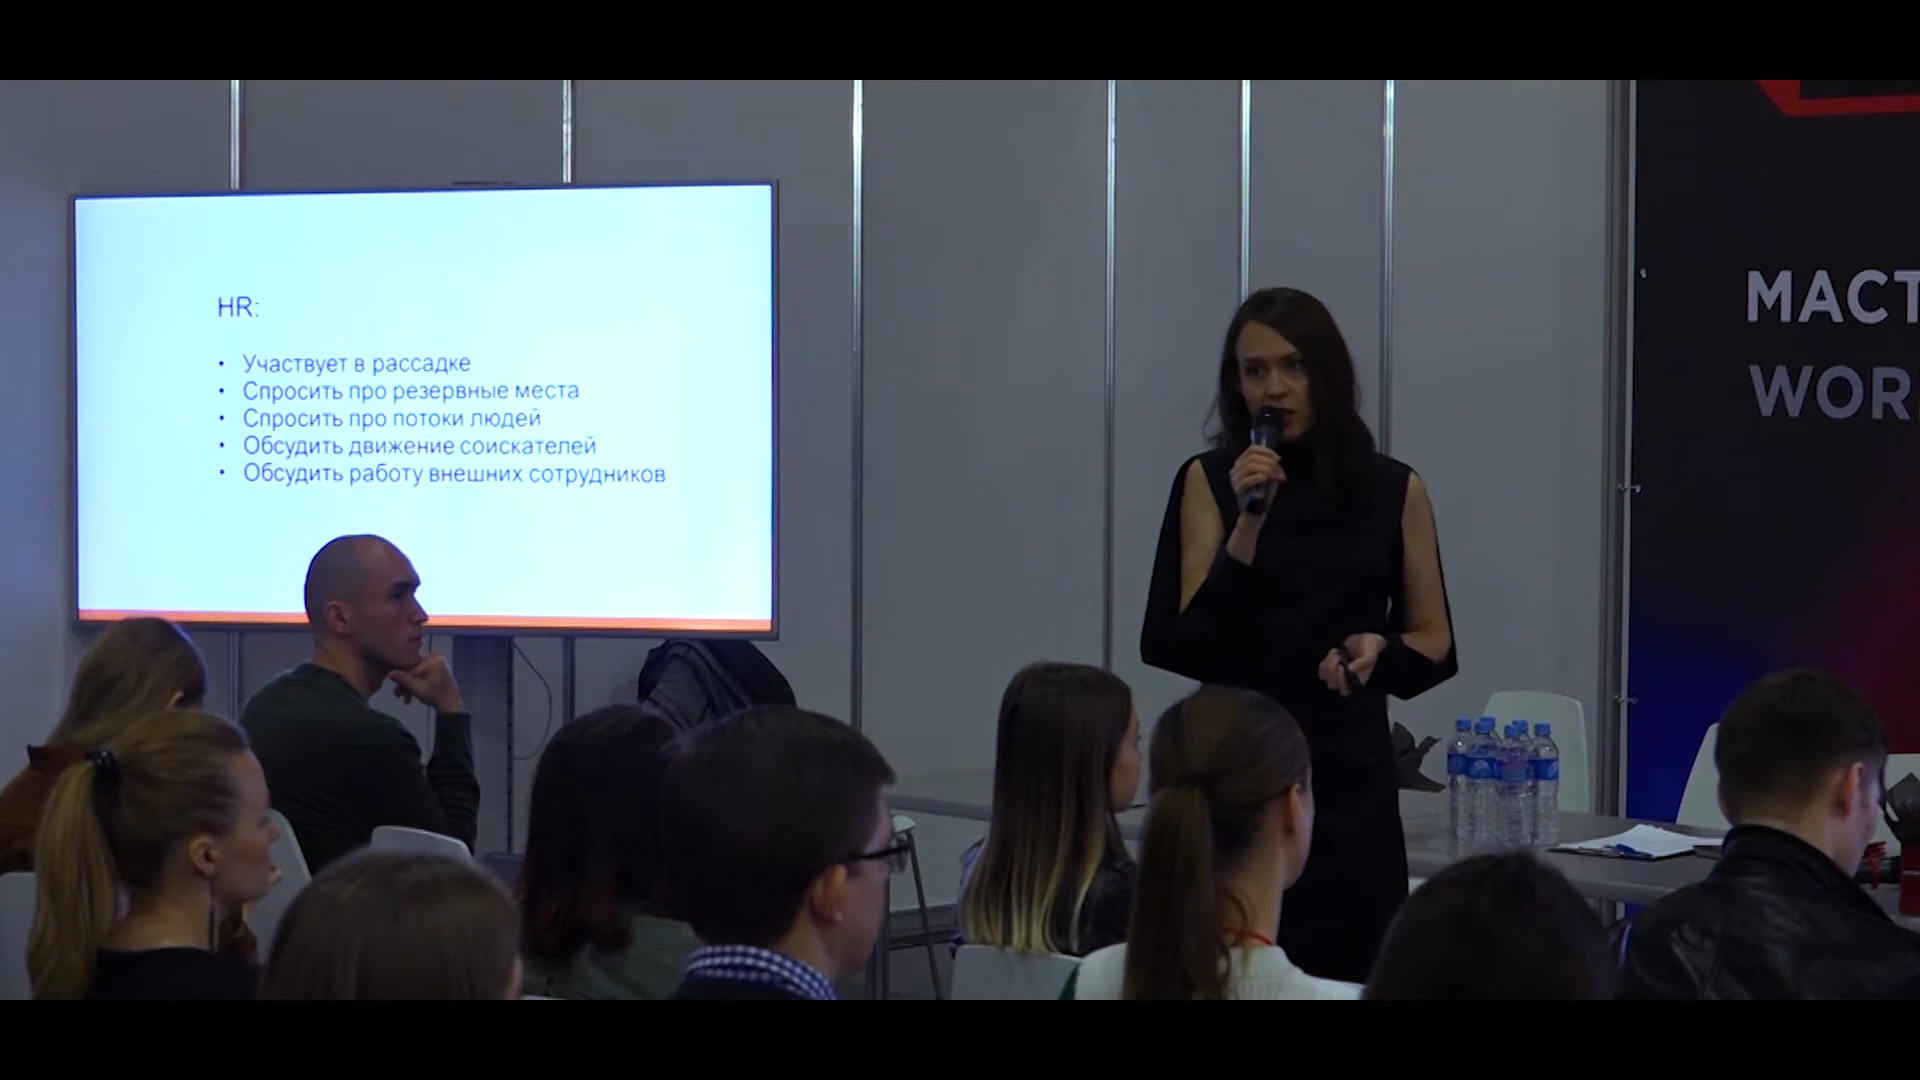 HR:
• Участвует в рассадке
• Спросить про резервные места
• Спросить про потоки людей
• Обсудить движение соискателей
• Обсудить работу внешних сотрудников
МАСТ
WOR